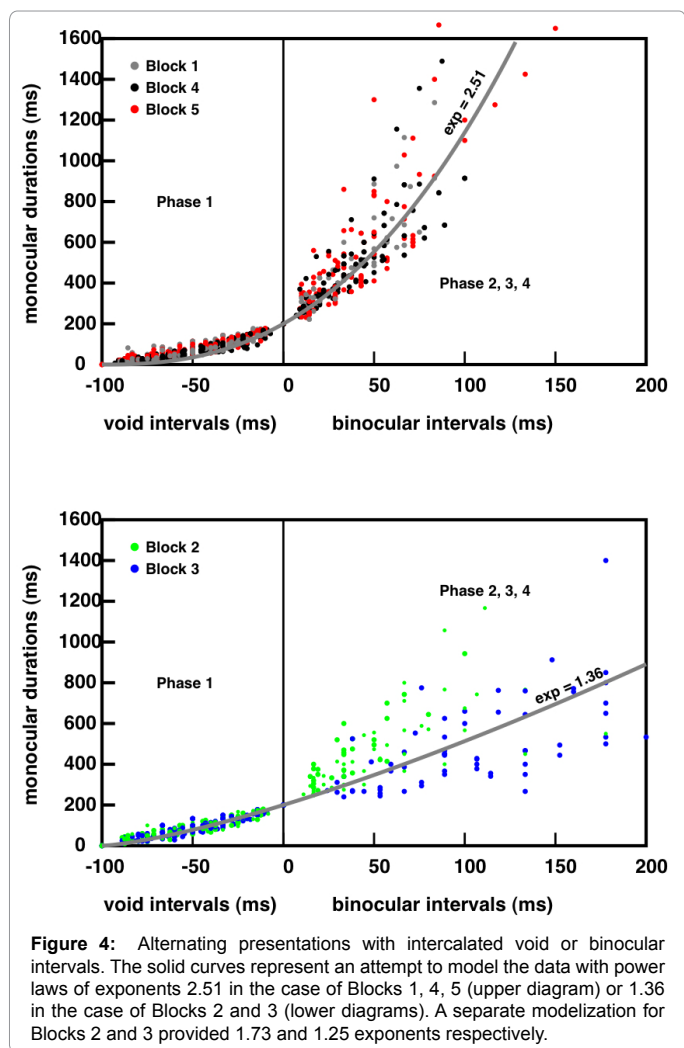 1600
1400
1200
1000
800
600
400
200
0
monocular durations (ms)
Block 1
Block 4
Block 5
Phase 1
exp = 2.51
Phase 2, 3, 4
-100 -50 0 50 100 150 200
void intervals (ms) binocular intervals (ms)
1600
1400
1200
1000
800
600
400
200
0
monocular durations (ms)
Block 2
Block 3
Phase 2, 3, 4
Phase 1
exp = 1.36
-100 -50 0 50 100 150 200
void intervals (ms) binocular intervals (ms)
Figure 4: Alternating presentations with intercalated void or binocular
intervals. The solid curves represent an attempt to model the data with power
laws of exponents 2.51 in the case of Blocks 1, 4, 5 (upper diagram) or 1.36
in the case of Blocks 2 and 3 (lower diagrams). A separate modelization for
Blocks 2 and 3 provided 1.73 and 1.25 exponents respectively.